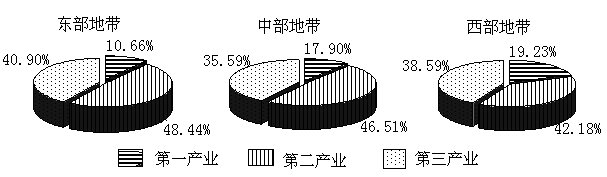 东部地带 中部地带 西部地带
10.66% 17.90% 19.23%
40.90% 35.59% 38.59%
48.44% 46.51% 42.18%
第一产业 第二产业 第三产业